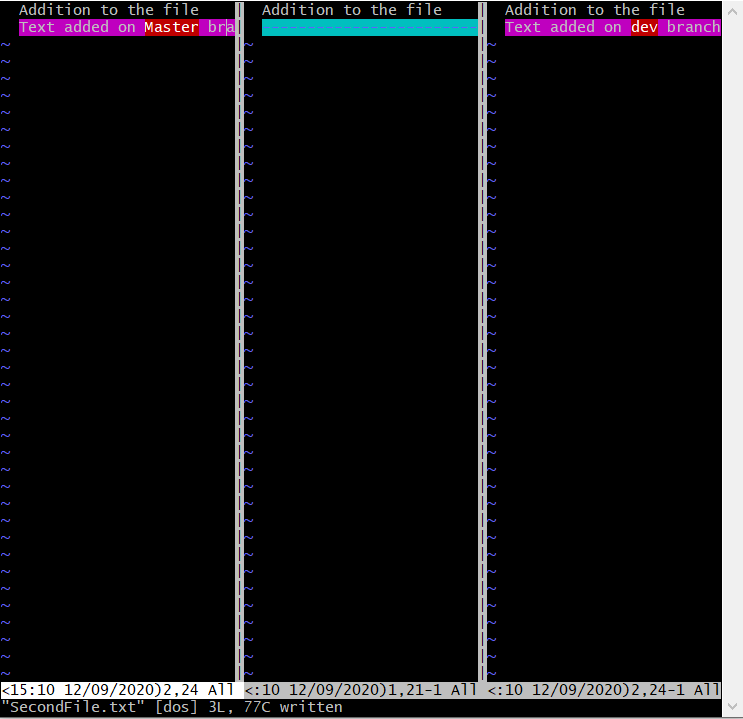 Addition to the file
Text added on Master bra
Addition to the file
Addition to the file
Text added on dev branch
<15:10 12/09/2020)2,24 All
<:10 12/09/2020)1,21-1 All
<:10 12/09/2020)2,24-1 All
"SecondFile.txt" [dos] 3L, 77C written